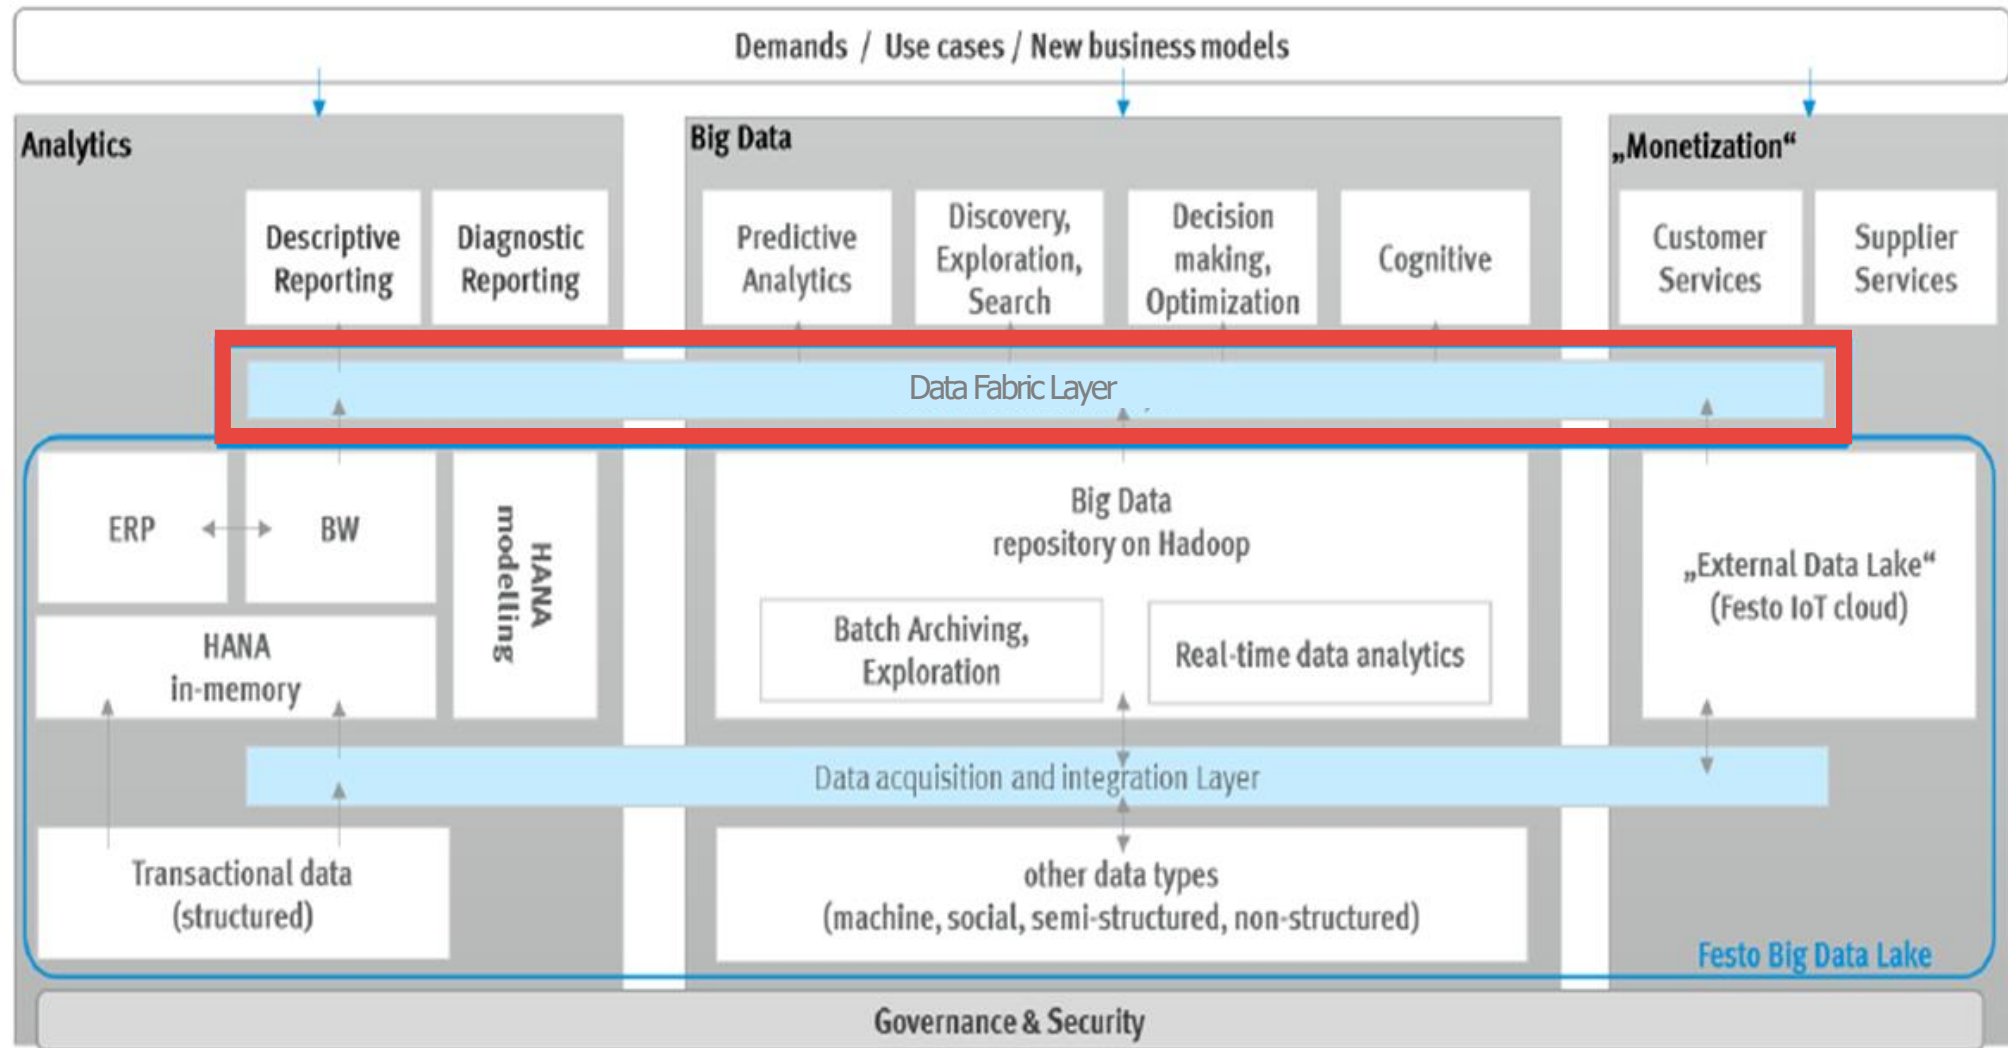 Demands / Use cases / New business models
Analytics
Big Data
„Monetization“
Descriptive
Reporting
Diagnostic
Reporting
Predictive
Analytics
Discovery,
Exploration,
Search
Decision
making,
Optimization
Cognitive
Customer
Services
Supplier
Services
Data Fabric Layer
ERP
BW
HANA
modelling
HANA
in-memory
Big Data
repository on Hadoop
Batch Archiving,
Exploration
Real-time data analytics
„External Data Lake“
(Festo IoT cloud)
Data acquisition and integration Layer
Transactional data
(structured)
other data types
(machine, social, semi-structured, non-structured)
Festo Big Data Lake
Governance & Security